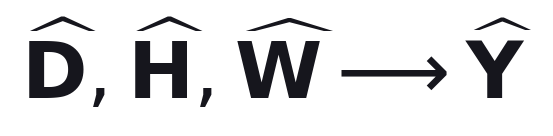 D̂, Ĥ, Ŵ ⟶ Ŷ